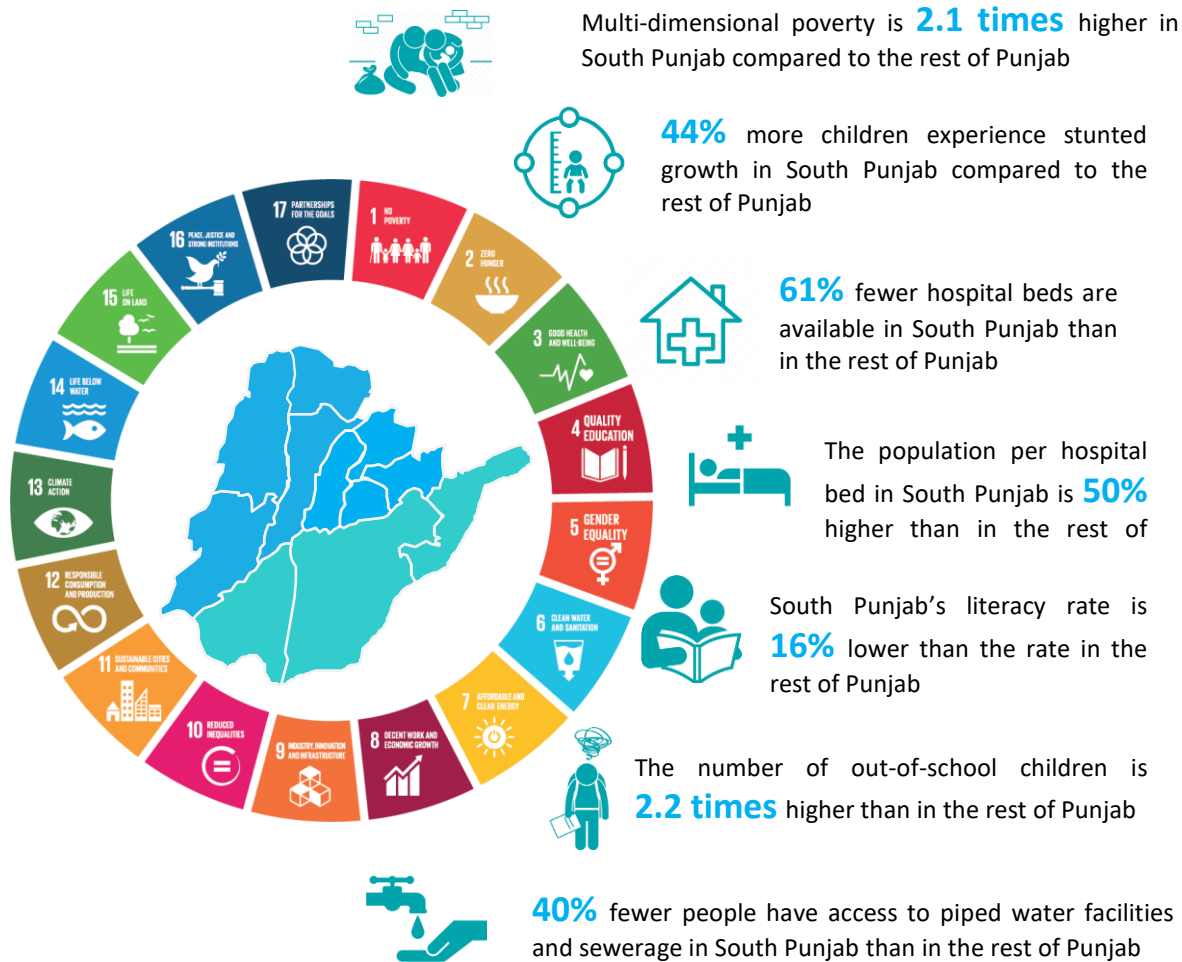 Multi-dimensional poverty is 2.1 times higher in
South Punjab compared to the rest of Punjab
44% more children experience stunted
growth in South Punjab compared to the
rest of Punjab
61% fewer hospital beds are
available in South Punjab than
in the rest of Punjab
The population per hospital
bed in South Punjab is 50%
higher than in the rest of
South Punjab’s literacy rate is
16% lower than the rate in the
rest of Punjab
The number of out-of-school children is
2.2 times higher than in the rest of Punjab
40% fewer people have access to piped water facilities
and sewerage in South Punjab than in the rest of Punjab
1 NO
POVERTY
2 ZERO
HUNGER
3 GOOD HEALTH
AND WELL-BEING
4 QUALITY
EDUCATION
5 GENDER
EQUALITY
6 CLEAN WATER
AND SANITATION
7 AFFORDABLE AND
CLEAN ENERGY
8 DECENT WORK AND
ECONOMIC GROWTH
9 INDUSTRY, INNOVATION
AND INFRASTRUCTURE
10 REDUCED
INEQUALITIES
11 SUSTAINABLE CITIES
AND COMMUNITIES
12 RESPONSIBLE
CONSUMPTION
AND PRODUCTION
13 CLIMATE
ACTION
14 LIFE BELOW
WATER
15 LIFE
ON LAND
16 PEACE, JUSTICE AND
STRONG INSTITUTIONS
17 PARTNERSHIPS
FOR THE GOALS